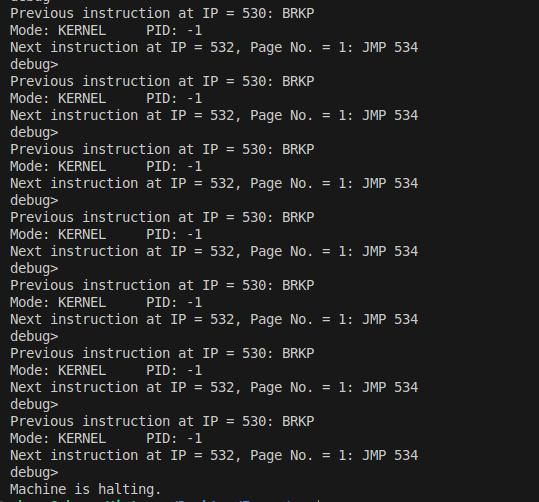 debug>
Previous instruction at IP = 530: BRKP
Mode: KERNEL PID: -1
Next instruction at IP = 532, Page No. = 1: JMP 534
debug>
Previous instruction at IP = 530: BRKP
Mode: KERNEL PID: -1
Next instruction at IP = 532, Page No. = 1: JMP 534
debug>
Previous instruction at IP = 530: BRKP
Mode: KERNEL PID: -1
Next instruction at IP = 532, Page No. = 1: JMP 534
debug>
Previous instruction at IP = 530: BRKP
Mode: KERNEL PID: -1
Next instruction at IP = 532, Page No. = 1: JMP 534
debug>
Previous instruction at IP = 530: BRKP
Mode: KERNEL PID: -1
Next instruction at IP = 532, Page No. = 1: JMP 534
debug>
Previous instruction at IP = 530: BRKP
Mode: KERNEL PID: -1
Next instruction at IP = 532, Page No. = 1: JMP 534
debug>
Previous instruction at IP = 530: BRKP
Mode: KERNEL PID: -1
Next instruction at IP = 532, Page No. = 1: JMP 534
debug>
Machine is halting.